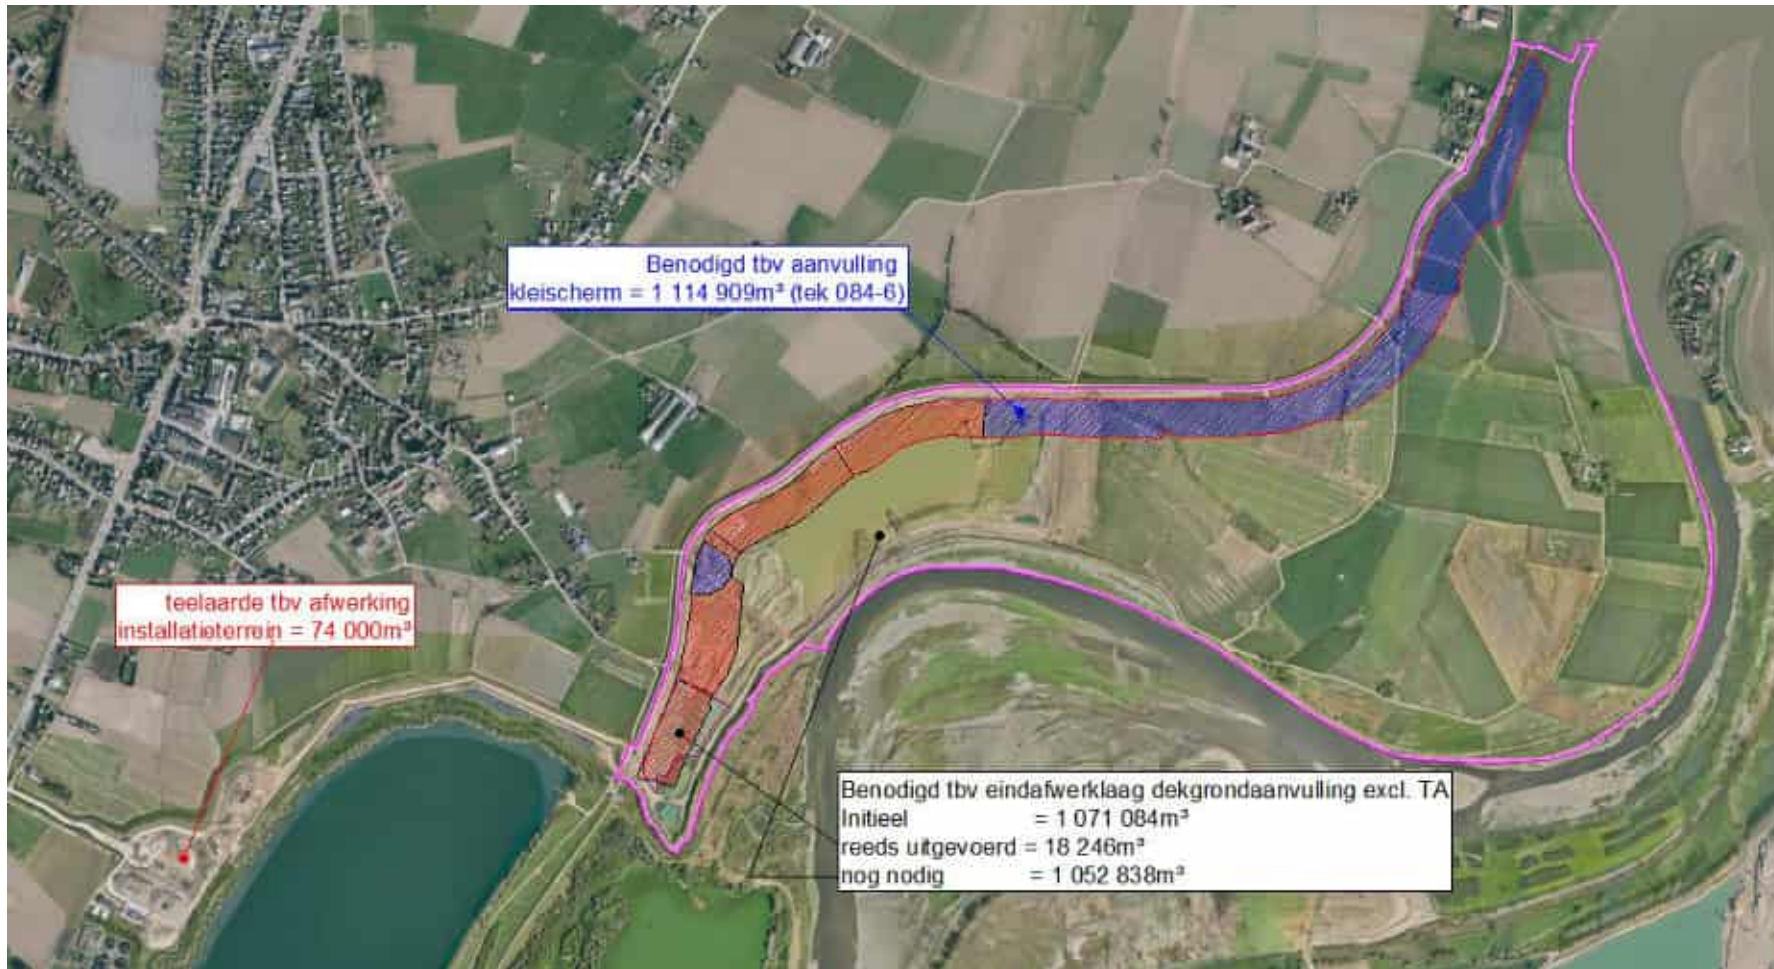 Benodigd tbv aanvulling
kleischerm = 1 114 909m³ (tek 084-6)
teelaarde tbv afwerking
installatieterrein = 74 000m³
Benodigd tbv eindafwerklaag dekgrondaanvulling excl. TA
Initieel = 1 071 084m³
reeds uitgevoerd = 18 246m³
nog nodig = 1 052 838m³